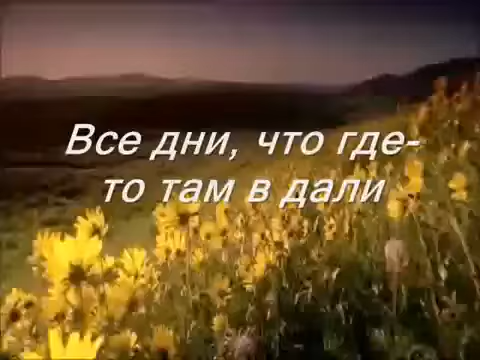 Все дни, что где-
то там в дали